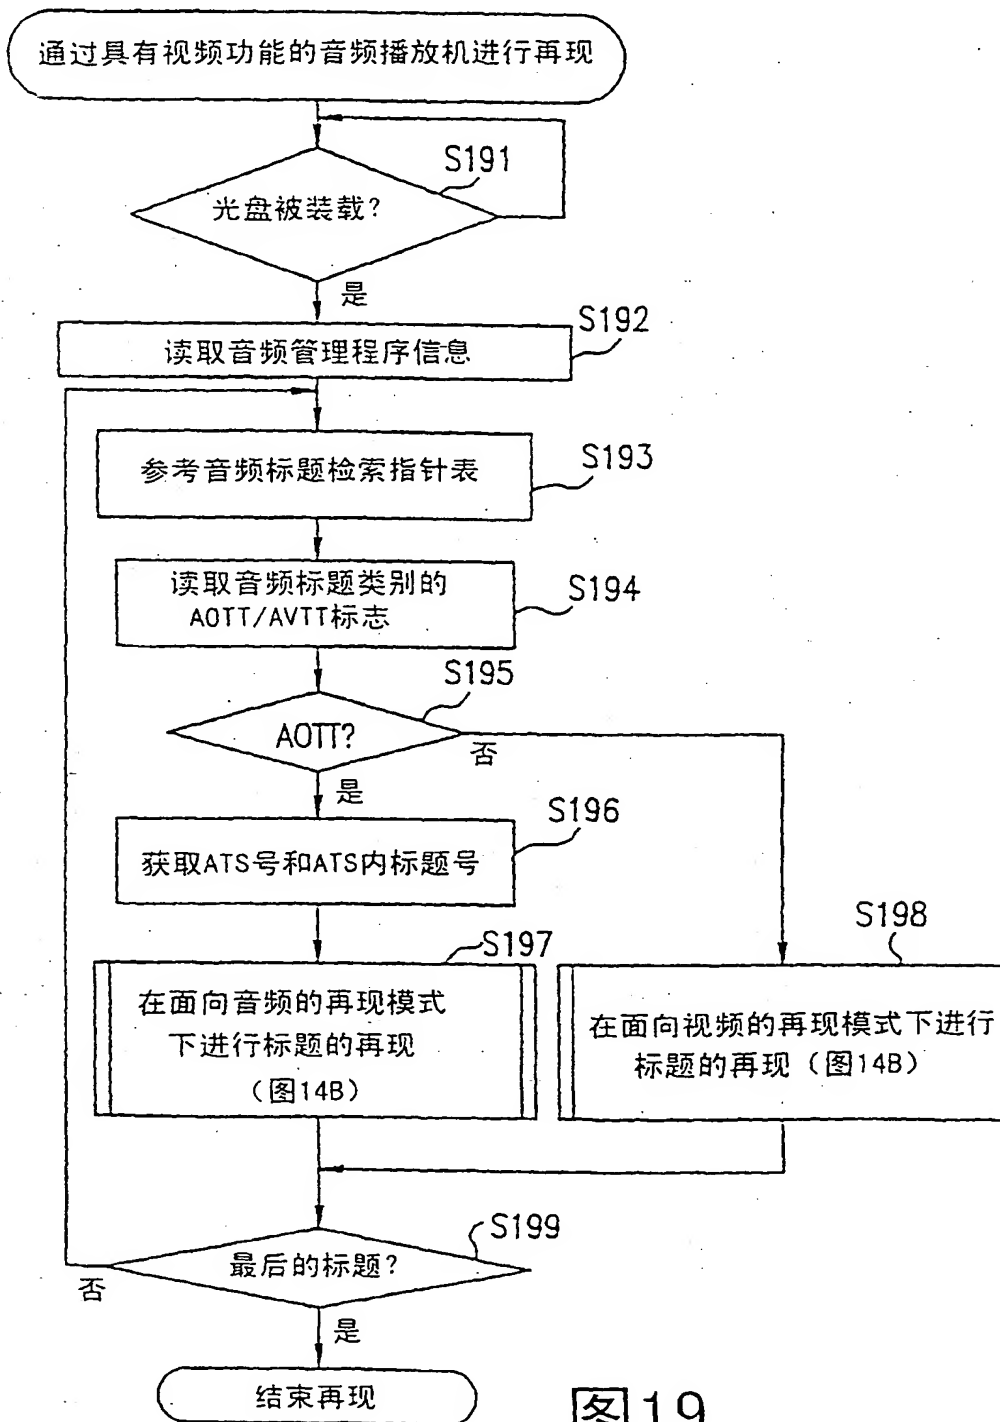 通过具有视频功能的音频播放机进行再现
S191
光盘被装载?
是
S192
读取音频管理程序信息
S193
参考音频标题检索指针表
读取音频标题类别的
AOTT/AVTT标志
S194
S195
AOTT?
否
是
S196
获取ATS号和ATS内标题号
S197
在面向音频的再现模式
下进行标题的再现
(图14B)
S198
在面向视频的再现模式下进行
标题的再现(图14B)
S199
最后的标题?
否
是
结束再现
图19